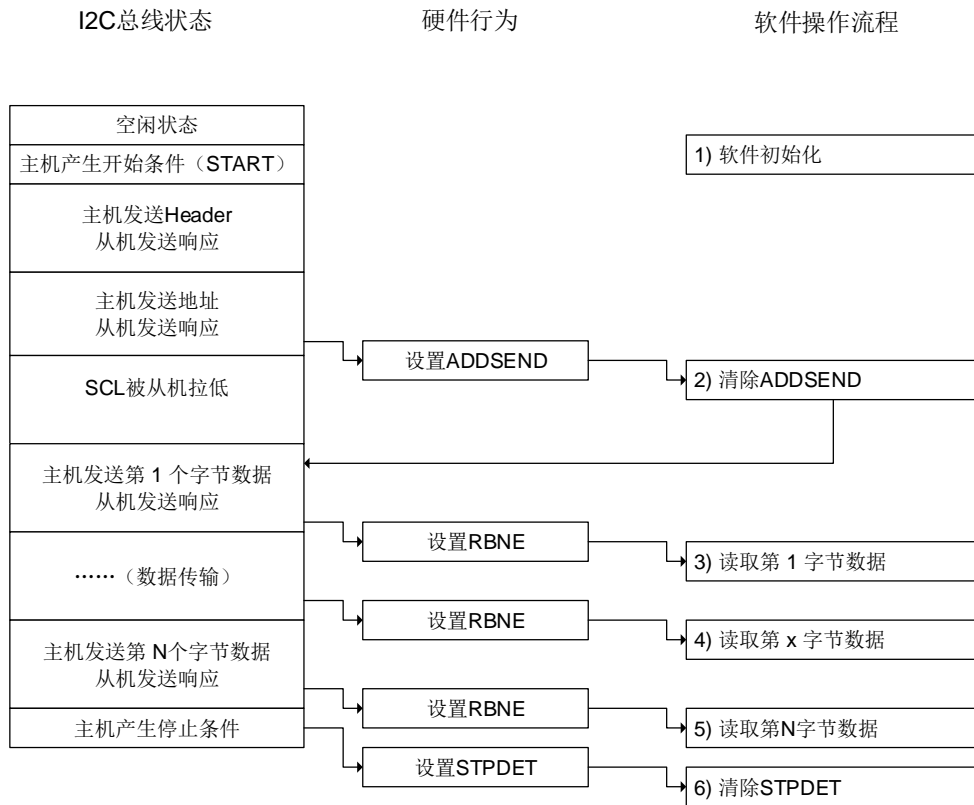 I2C总线状态
硬件行为
软件操作流程
空闲状态
主机产生开始条件（START）
1) 软件初始化
主机发送Header
从机发送响应
主机发送地址
从机发送响应
设置ADDSEND
2) 清除ADDSEND
SCL被从机拉低
主机发送第 1 个字节数据
从机发送响应
设置RBNE
3) 读取第 1 字节数据
……（数据传输）
设置RBNE
4) 读取第 x 字节数据
主机发送第 N个字节数据
从机发送响应
设置RBNE
5) 读取第N字节数据
主机产生停止条件
设置STPDET
6) 清除STPDET